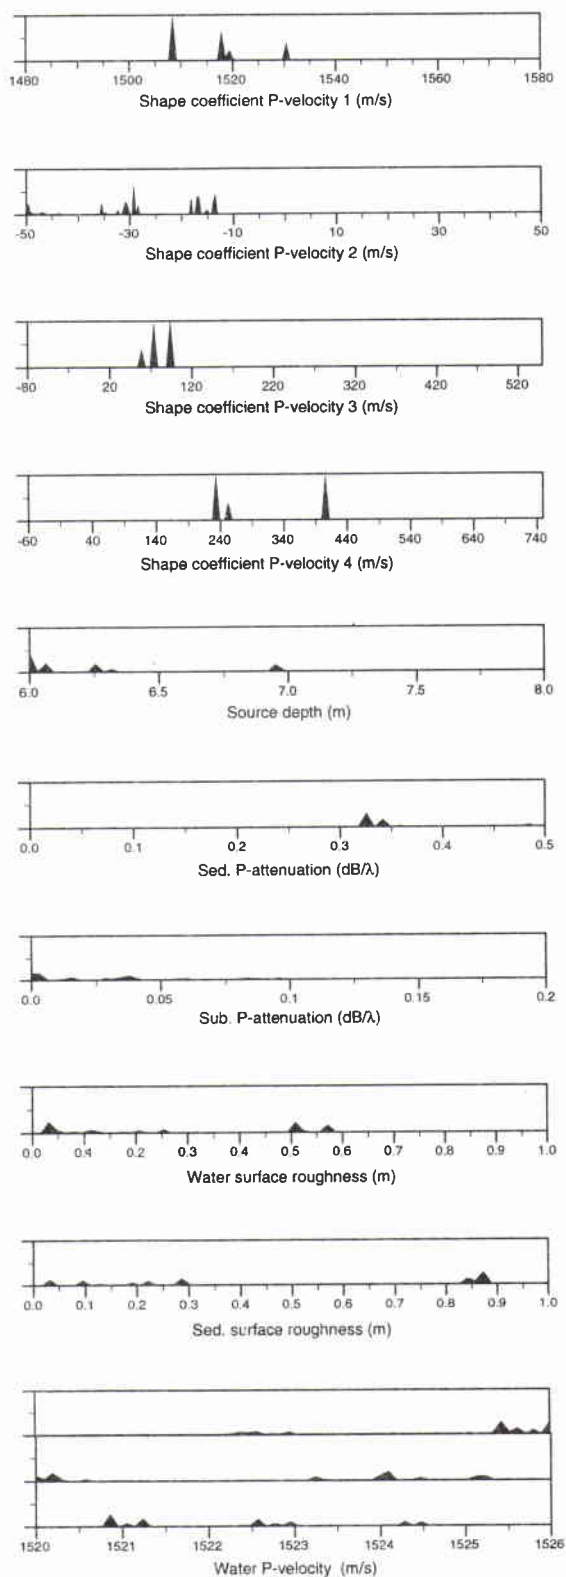 1480 1500 1520 1540 1560 1580
Shape coefficient P-velocity 1 (m/s)
-50 -30 -10 10 30 50
Shape coefficient P-velocity 2 (m/s)
-80 20 120 220 320 420 520
Shape coefficient P-velocity 3 (m/s)
-60 40 140 240 340 440 540 640 740
Shape coefficient P-velocity 4 (m/s)
6.0 6.5 7.0 7.5 8.0
Source depth (m)
0.0 0.1 0.2 0.3 0.4 0.5
Sed. P-attenuation (dB/λ)
0.0 0.05 0.1 0.15 0.2
Sub. P-attenuation (dB/λ)
0.0 0.1 0.2 0.3 0.4 0.5 0.6 0.7 0.8 0.9 1.0
Water surface roughness (m)
0.0 0.1 0.2 0.3 0.4 0.5 0.6 0.7 0.8 0.9 1.0
Sed. surface roughness (m)
1520 1521 1522 1523 1524 1525 1526
Water P-velocity (m/s)